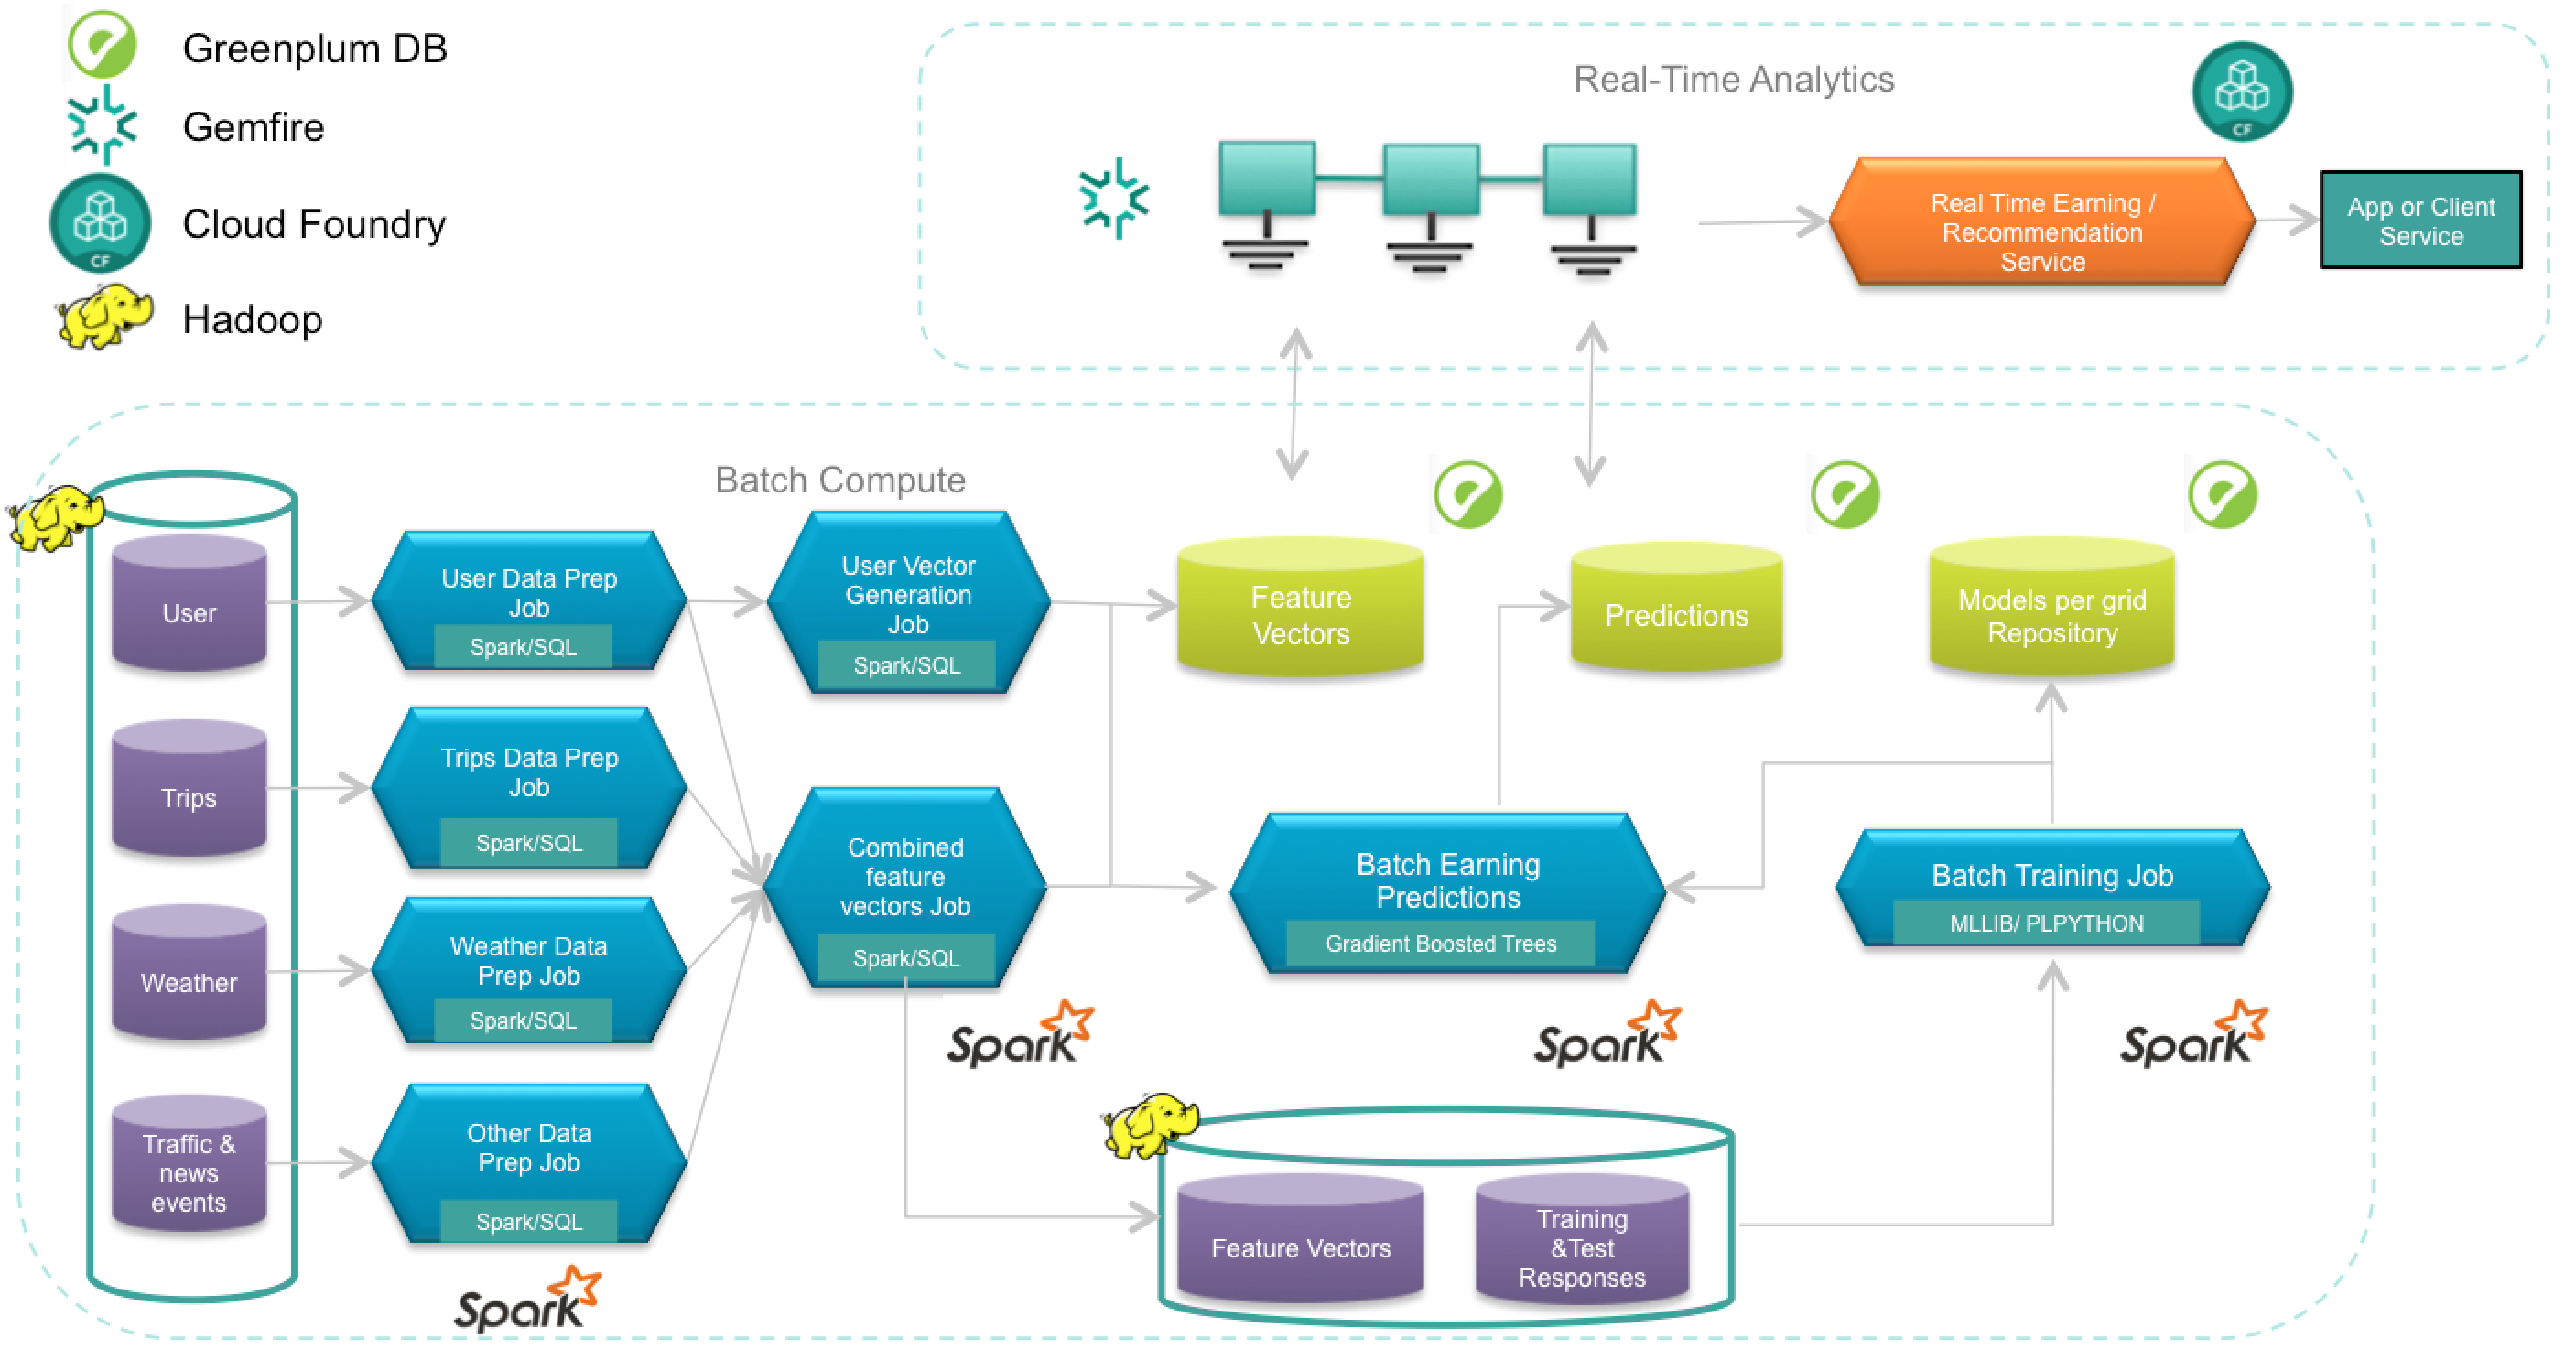 Greenplum DB
Gemfire
Cloud Foundry
CF
Hadoop
Real-Time Analytics
CF
Real Time Earning /
Recommendation
Service
App or Client
Service
Batch Compute
User
Trips
Weather
Traffic &
news
events
User Data Prep
Job
Spark/SQL
Trips Data Prep
Job
Spark/SQL
Weather Data
Prep Job
Spark/SQL
Other Data
Prep Job
Spark/SQL
Spark
User Vector
Generation
Job
Spark/SQL
Combined
feature
vectors Job
Spark/SQL
Spark
Feature
Vectors
Predictions
Models per grid
Repository
Batch Earning
Predictions
Gradient Boosted Trees
Spark
Batch Training Job
MLLIB/ PLPYTHON
Spark
Feature Vectors
Training
&Test
Responses